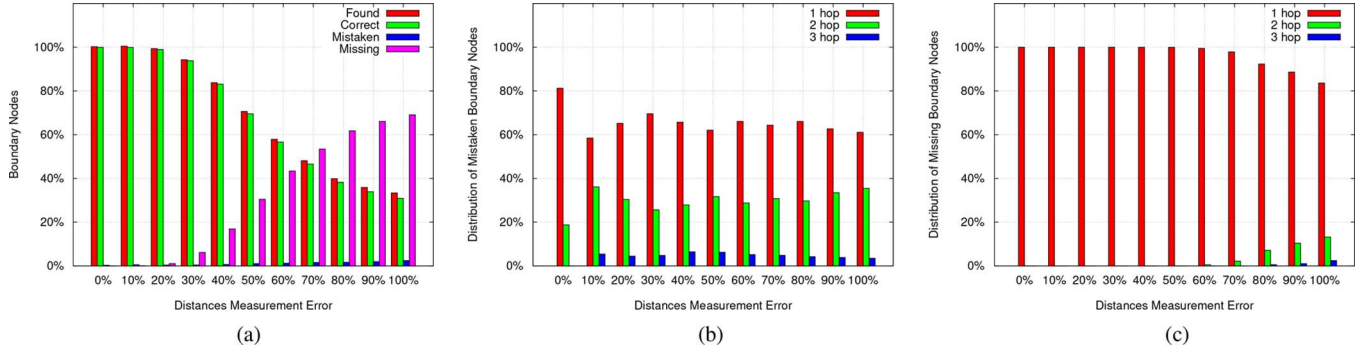 Found
Correct
Mistaken
Missing
100%
80%
60%
40%
20%
0%
Boundary Nodes
0% 10% 20% 30% 40% 50% 60% 70% 80% 90% 100%
Distances Measurement Error
(a)
1 hop
2 hop
3 hop
100%
80%
60%
40%
20%
0%
Distribution of Mistaken Boundary Nodes
0% 10% 20% 30% 40% 50% 60% 70% 80% 90% 100%
Distances Measurement Error
(b)
1 hop
2 hop
3 hop
100%
80%
60%
40%
20%
0%
Distribution of Missing Boundary Nodes
0% 10% 20% 30% 40% 50% 60% 70% 80% 90% 100%
Distances Measurement Error
(c)